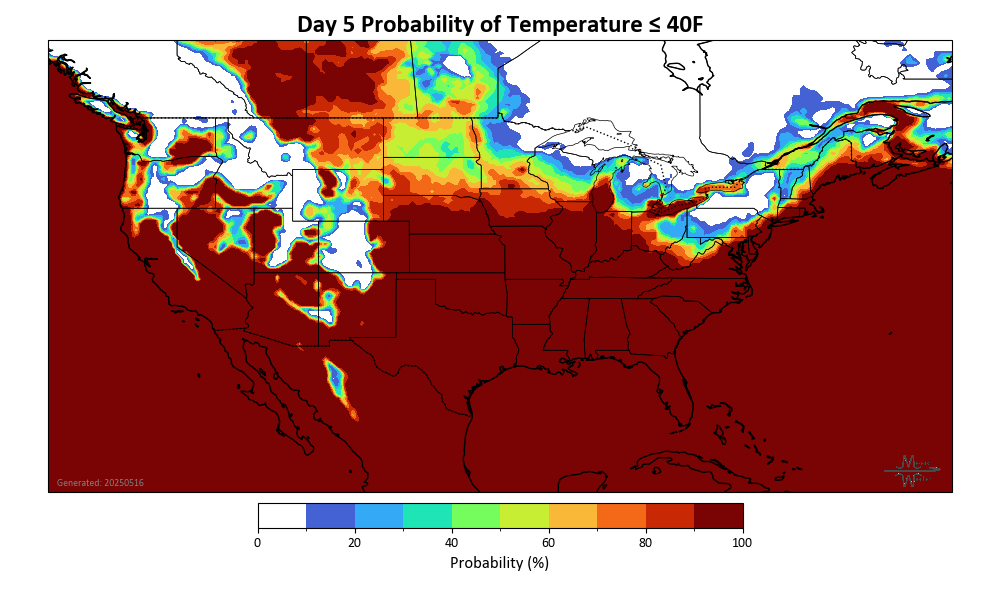 Day 5 Probability of Temperature ≤ 40F
Generated: 20250516
0 20 40 60 80 100
Probability (%)